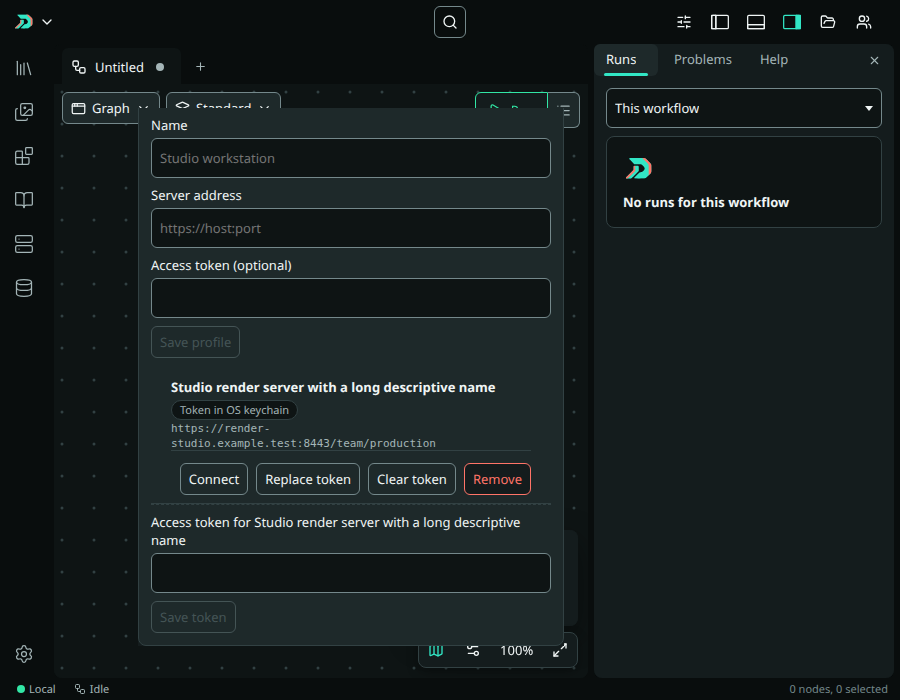 Untitled
Runs
Problems
Help
Graph
Standard
This workflow
No runs for this workflow
Name
Studio workstation
Server address
https://host:port
Access token (optional)
Save profile
Studio render server with a long descriptive name
Token in OS keychain
https://render-
studio.example.test:8443/team/production
Connect
Replace token
Clear token
Remove
Access token for Studio render server with a long descriptive
name
Save token
100%
Local
Idle
0 nodes, 0 selected